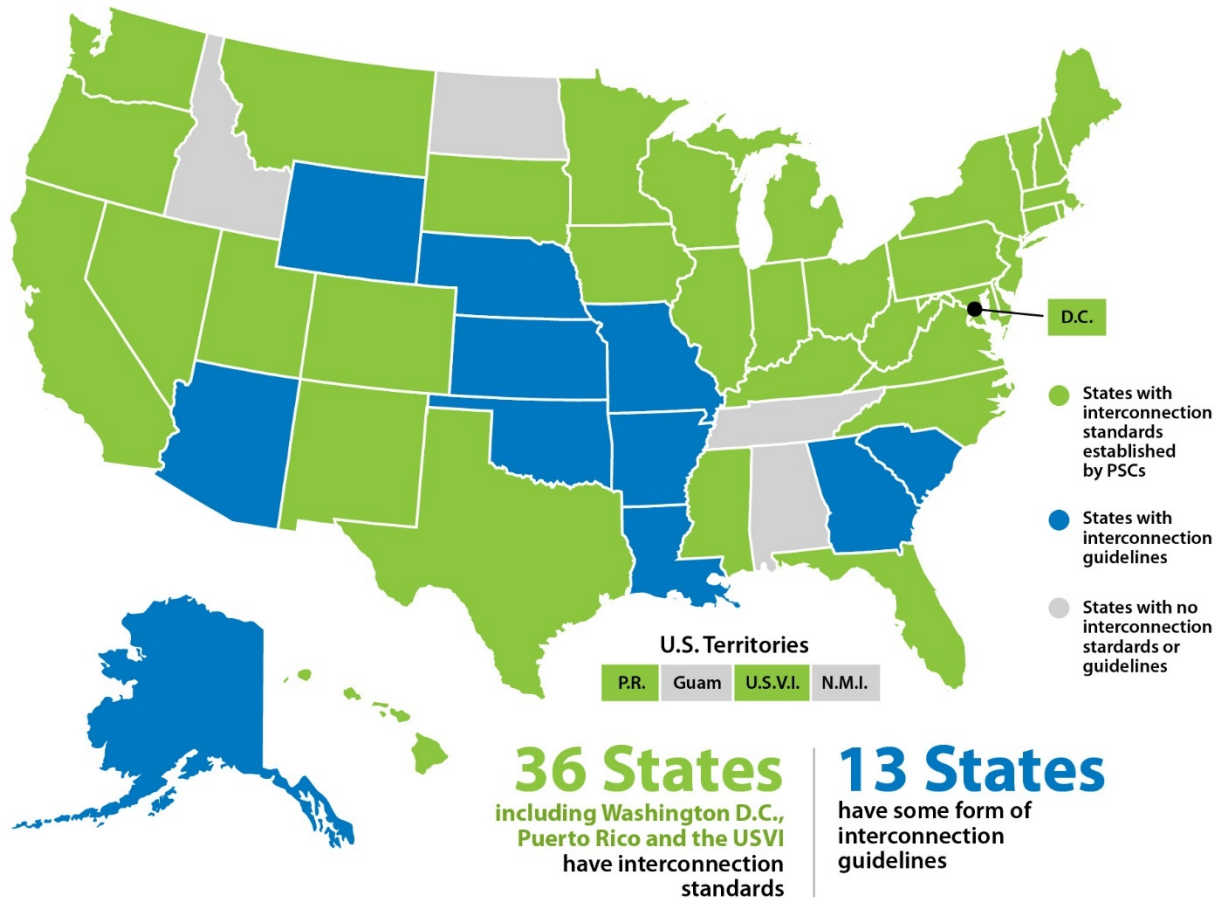 D.C.
States with
interconnection
standards
established
by PSCs
States with
interconnection
guidelines
States with no
interconnection
stardards or
guidelines
U.S. Territories
P.R. Guam U.S.V.I. N.M.I.
36 States
including Washington D.C.,
Puerto Rico and the USVI
have interconnection
standards
13 States
have some form of
interconnection
guidelines